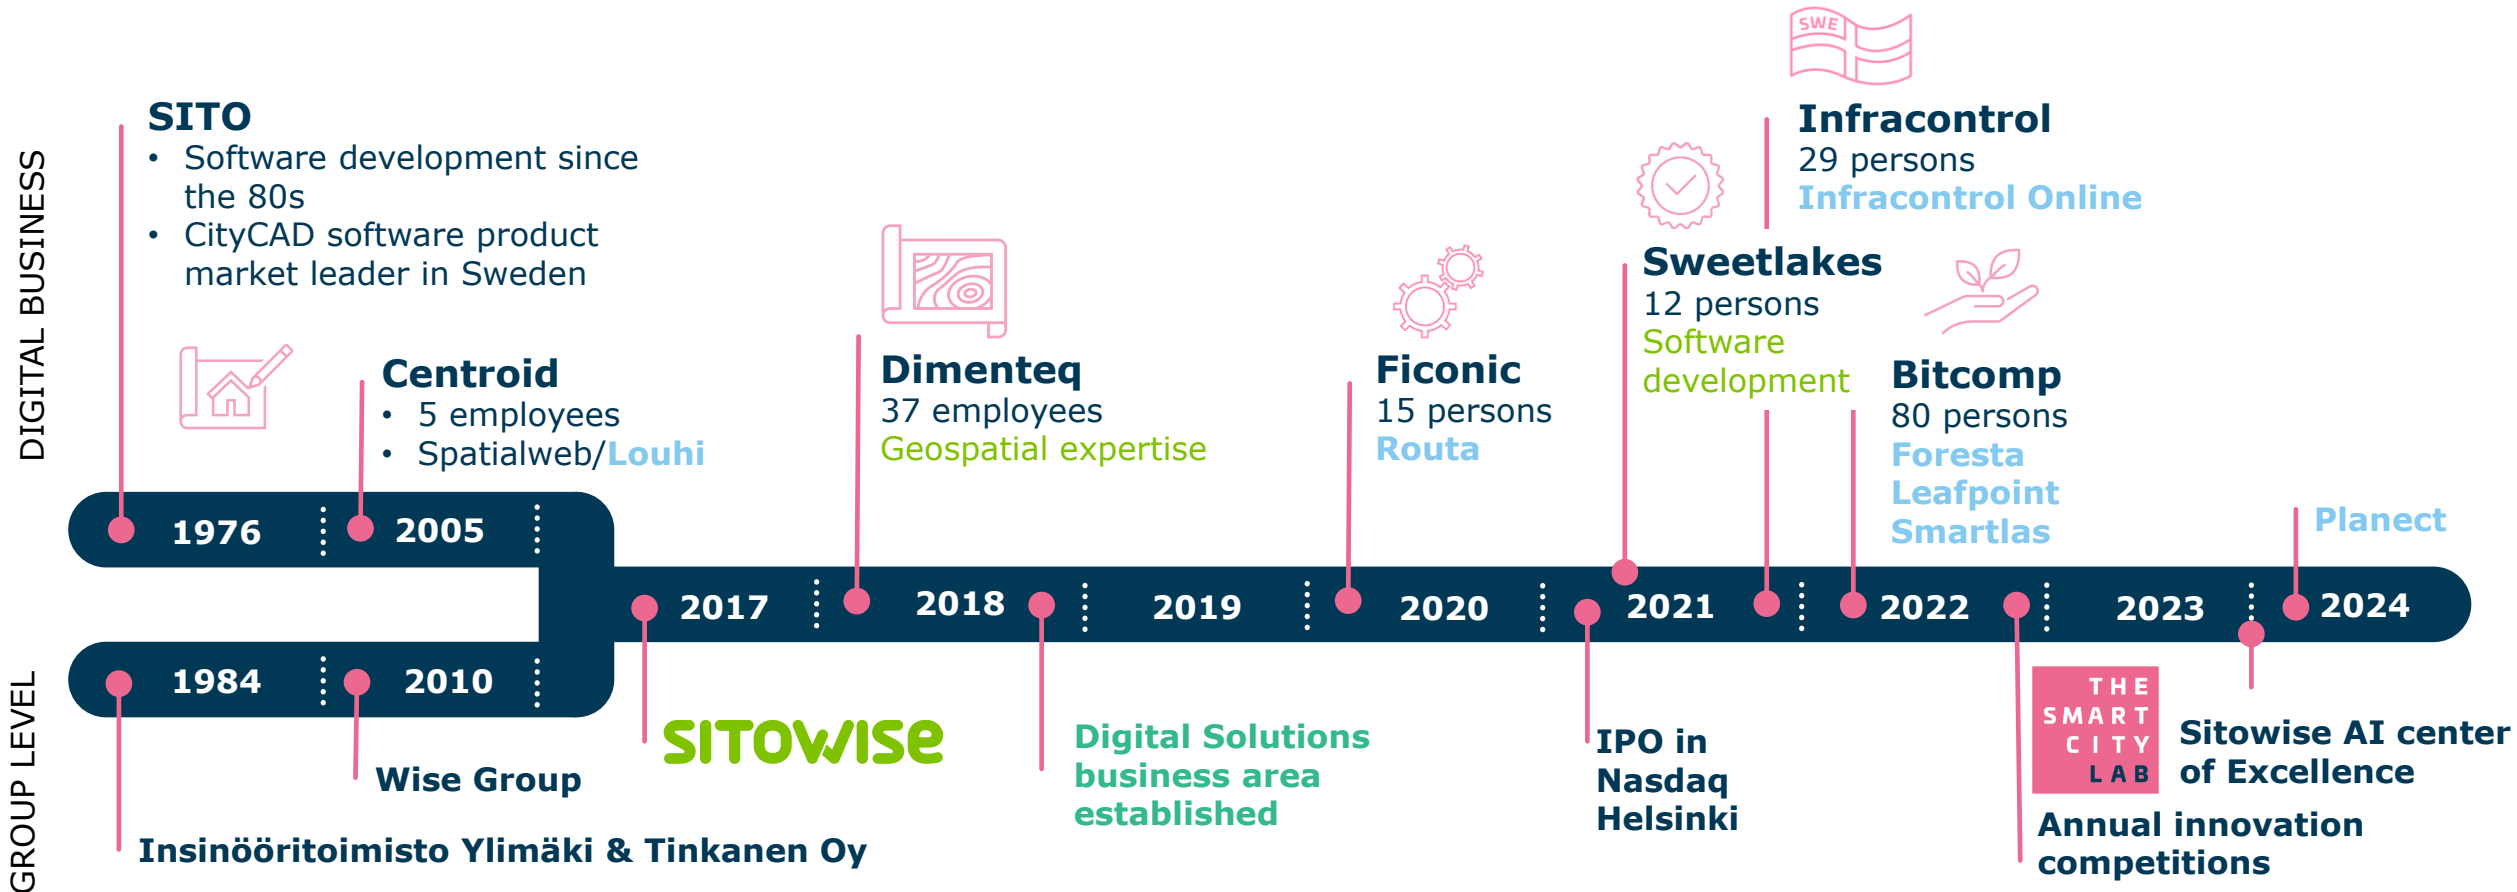 DIGITAL BUSINESS
SITO
• Software development since
the 80s
• CityCAD software product
market leader in Sweden
Centroid
• 5 employees
• Spatialweb/Louhi
Dimenteq
37 employees
Geospatial expertise
Ficonic
15 persons
Routa
Sweetlakes
12 persons
Software
development
SWE
Infracontrol
29 persons
Infracontrol Online
Bitcomp
80 persons
Foresta
Leafpoint
Smartlas
Planect
1976
2005
2017
2018
2019
2020
2021
2022
2023
2024
1984
2010
GROUP LEVEL
Insinööritoimisto Ylimäki & Tinkanen Oy
Wise Group
SITOWISE
Digital Solutions
business area
established
IPO in
Nasdaq
Helsinki
THE
SMART
CITY
LAB
Annual innovation
competitions
Sitowise AI center
of Excellence